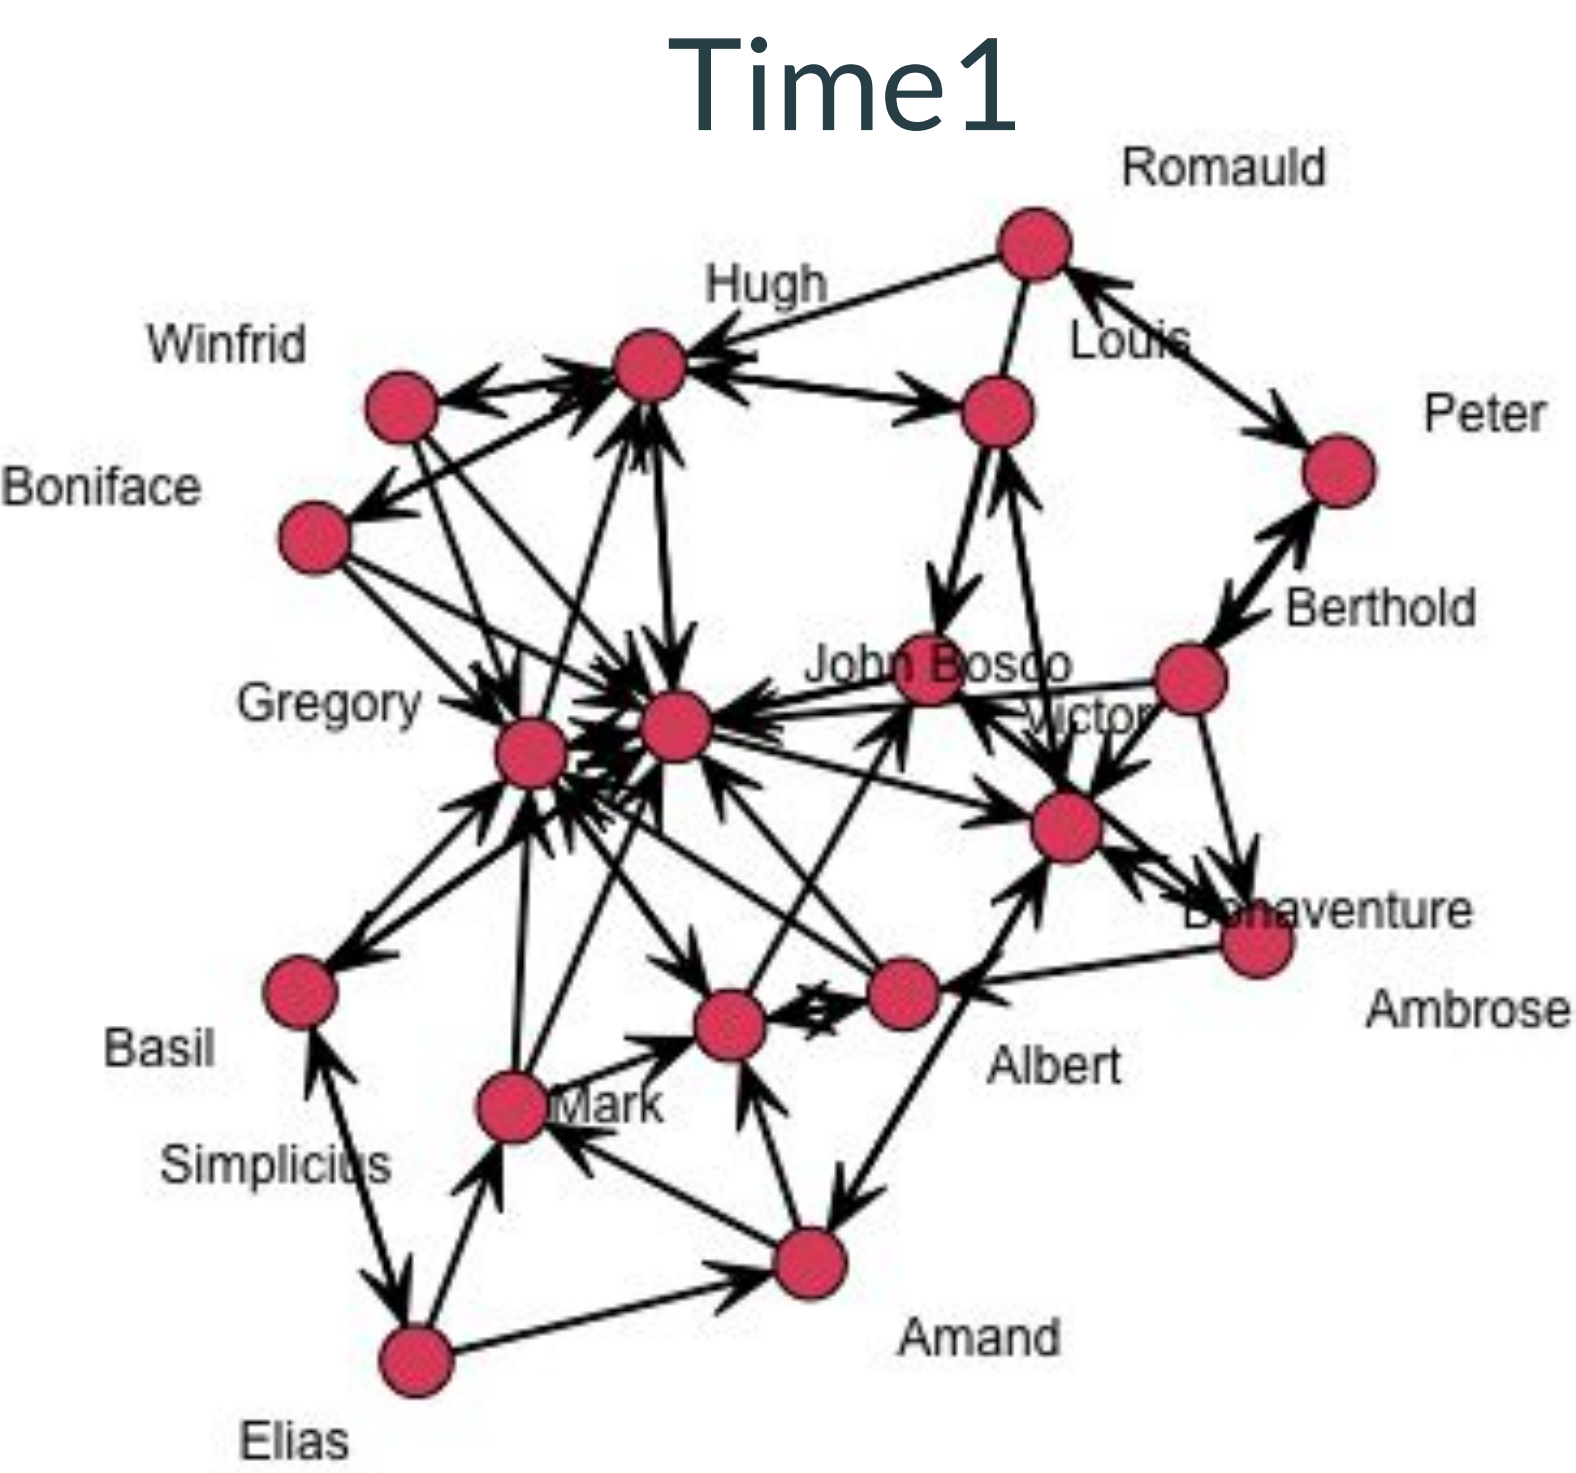 Time1
Romauld
Hugh
Louis
Winfrid
Peter
Boniface
Berthold
John Bosco
Gregory
Victor
Bonaventure
Ambrose
Basil
Albert
Mark
Simplicius
Amand
Elias